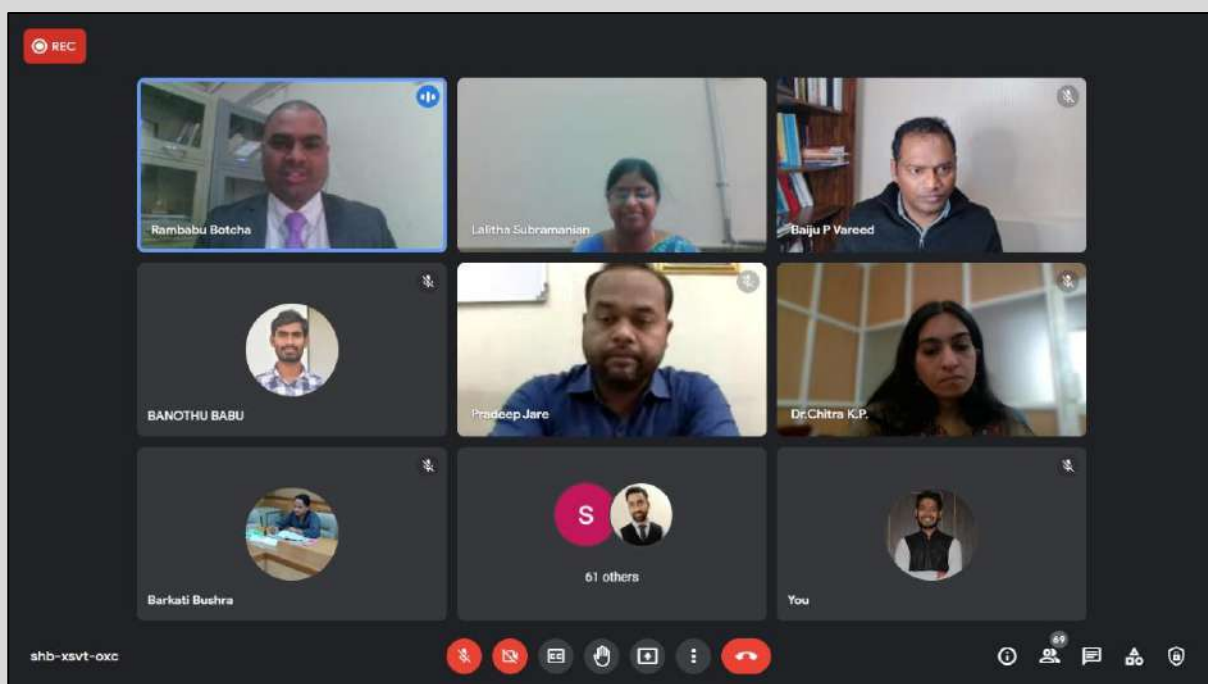 REC
Rambabu Botcha
Lalitha Subramanian
Baiju P Vareed
BANOTHU BABU
Pradeep Jare
Dr.Chitra K.P.
Barkati Bushra
S
61 others
You
shb-xsvt-oxc
CC
69